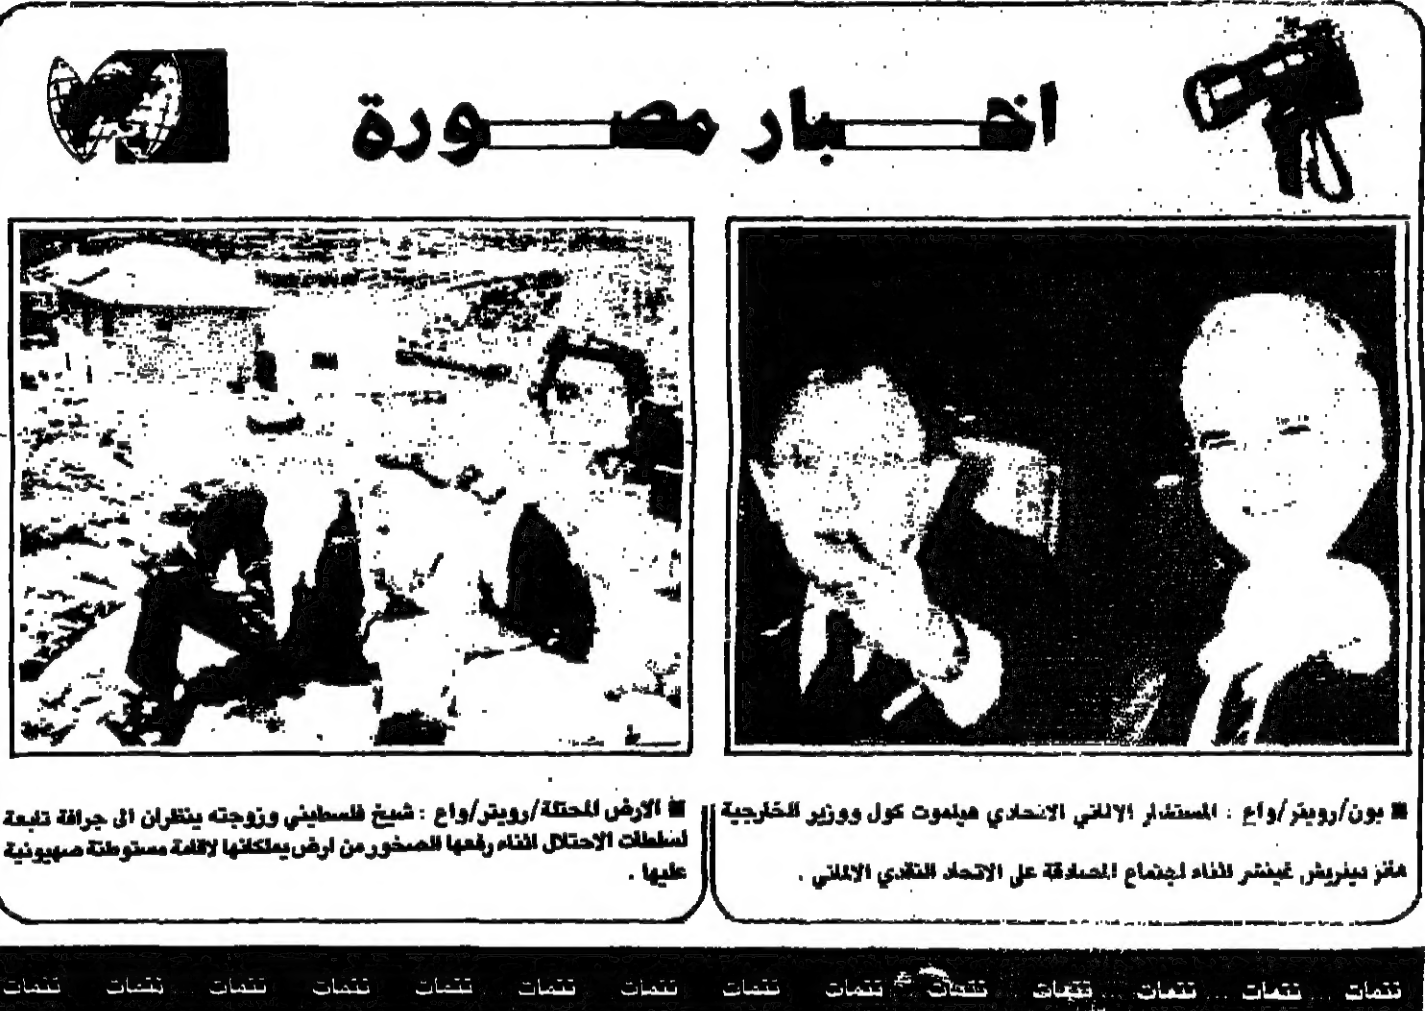 اخبار مصورة
■ بون/رويتر/واع : المستشار الالماني الاتحادي هيلموت كول ووزير الخارجية
هانز ديتريش غينشر اثناء اجتماع المصادقة على الاتحاد النقدي الالماني .
■ الارض المحتلة/رويتر/واع : شيخ فلسطيني وزوجته ينظران الى جرافة تابعة
لسلطات الاحتلال اثناء رفعها الصخور من ارض يملكانها لاقامة مستوطنة صهيونية
عليها .
تتمات ... تتمات ... تتمات ... تتمات ... تتمات ... تتمات ... تتمات ... تتمات ... تتمات ... تتمات ... تتمات ... تتمات ... تتمات ... تتمات